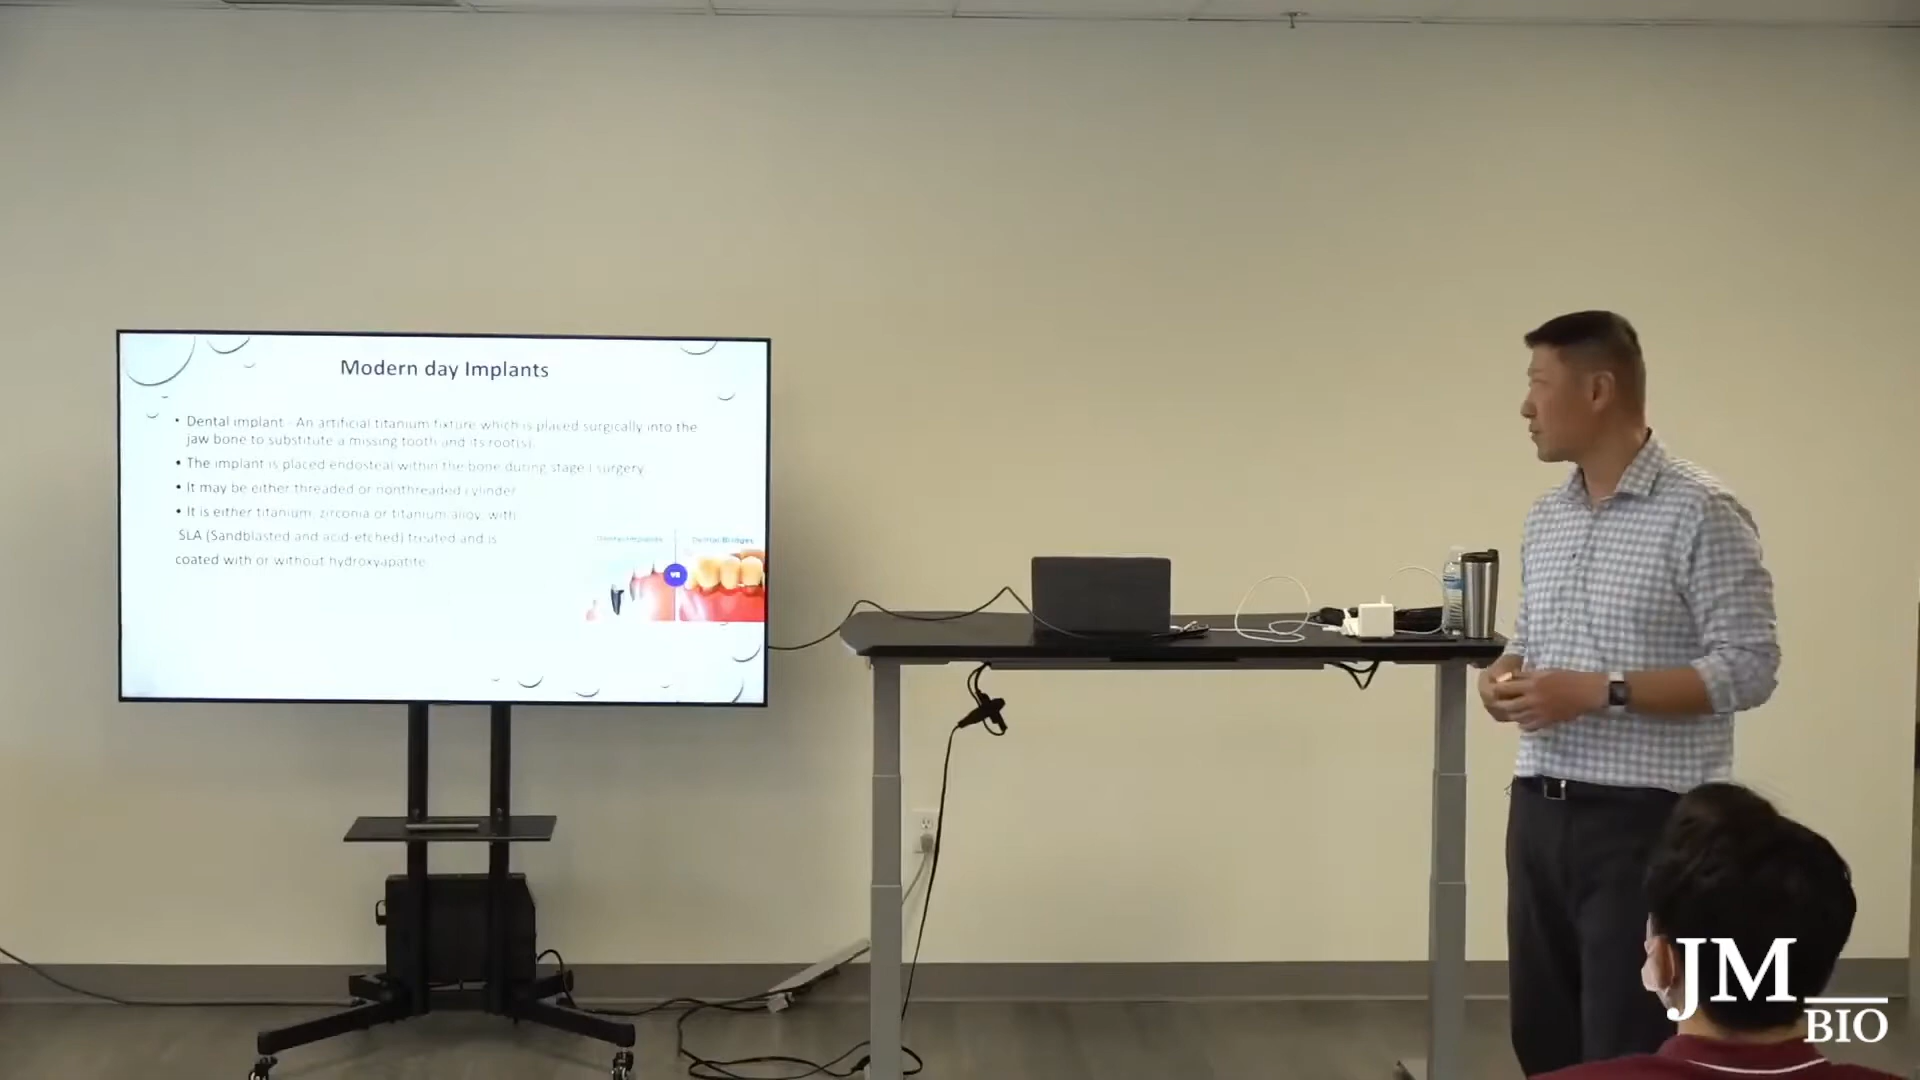 Modern day Implants
• Dental implant - An artificial titanium fixture which is placed surgically into the
jaw bone to substitute a missing tooth and its root(s).
• The implant is placed endosteal within the bone during stage I surgery
• It may be either threaded or nonthreaded cylinder
• It is either titanium, zirconia or titanium alloy, with
SLA (Sandblasted and acid-etched) treated and is
coated with or without hydroxyapatite.
Dental Implants
Dental Bridges
VS
JM
BIO